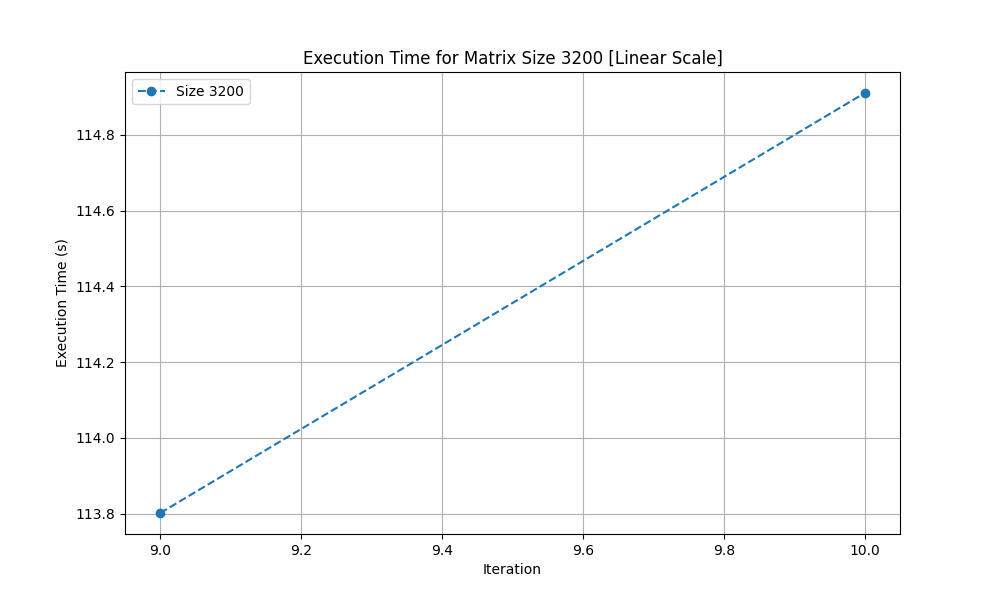 Execution Time for Matrix Size 3200 [Linear Scale]
Size 3200
Execution Time (s)
114.8
114.6
114.4
114.2
114.0
113.8
9.0 9.2 9.4 9.6 9.8 10.0
Iteration